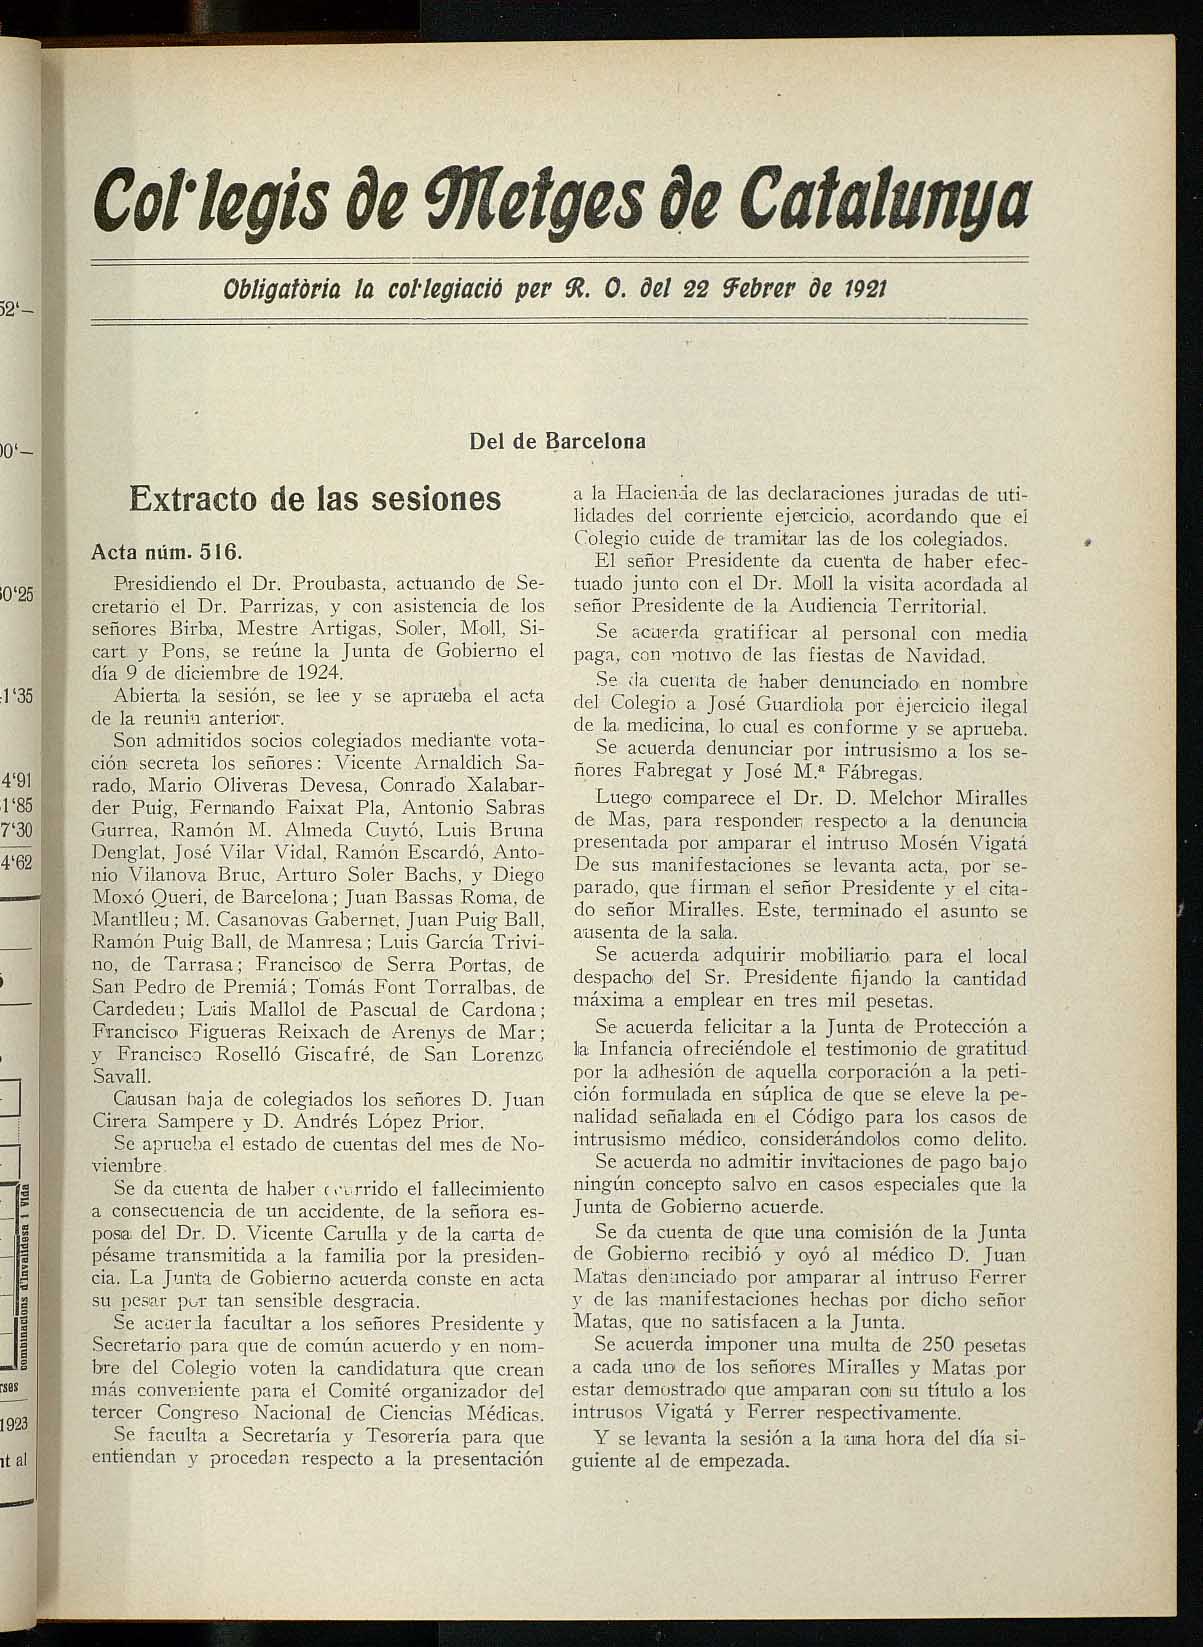 Col·legis de Metges de Catalunya
Obligatòria la col·legiació per R. O. del 22 Febrer de 1921
Del de Barcelona
Extracto de las sesiones
Acta núm. 516.
Presidiendo el Dr. Proubasta, actuando de Se-
cretario el Dr. Parrizas, y con asistencia de los
señores Birba, Mestre Artigas, Soler, Moll, Si-
cart y Pons, se reúne la Junta de Gobierno el
día 9 de diciembre de 1924.
Abierta la sesión, se lee y se aprueba el acta
de la reunión anterior.
Son admitidos socios colegiados mediante vota-
ción secreta los señores: Vicente Arnaldich Sa-
rado, Mario Oliveras Devesa, Conrado Xalabar-
der Puig, Fernando Faixat Pla, Antonio Sabras
Gurrea, Ramón M. Almeda Cuytó, Luis Bruna
Denglat, José Vilar Vidal, Ramón Escardó, Anto-
nio Vilanova Bruc, Arturo Soler Bachs, y Diego
Moxó Queri, de Barcelona; Juan Bassas Roma, de
Mantlleu; M. Casanovas Gabernet, Juan Puig Ball,
Ramón Puig Ball, de Manresa; Luis García Trivi-
no, de Tarrasa; Francisco de Serra Portas, de
San Pedro de Premiá; Tomás Font Torralbas, de
Cardedeu; Luis Mallol de Pascual de Cardona;
Francisco Figueras Reixach de Arenys de Mar;
y Francisco Roselló Giscafré, de San Lorenzo
Savall.
Causan baja de colegiados los señores D. Juan
Cirera Sampere y D. Andrés López Prior.
Se aprueba el estado de cuentas del mes de No-
viembre.
Se da cuenta de haber ocurrido el fallecimiento
a consecuencia de un accidente, de la señora es-
posa del Dr. D. Vicente Carulla y de la carta de
pésame transmitida a la familia por la presiden-
cia. La Junta de Gobierno acuerda conste en acta
su pesar por tan sensible desgracia.
Se acuerda facultar a los señores Presidente y
Secretario para que de común acuerdo y en nom-
bre del Colegio voten la candidatura que crean
más conveniente para el Comité organizador del
tercer Congreso Nacional de Ciencias Médicas.
Se faculta a Secretaría y Tesorería para que
entiendan y procedan respecto a la presentación
a la Hacienda de las declaraciones juradas de uti-
lidades del corriente ejercicio, acordando que el
Colegio cuide de tramitar las de los colegiados.
El señor Presidente da cuenta de haber efec-
tuado junto con el Dr. Moll la visita acordada al
señor Presidente de la Audiencia Territorial.
Se acuerda gratificar al personal con media
paga, con motivo de las fiestas de Navidad.
Se da cuenta de haber denunciado en nombre
del Colegio a José Guardiola por ejercicio ilegal
de la medicina, lo cual es conforme y se aprueba.
Se acuerda denunciar por intrusismo a los se-
ñores Fabregat y José M.ª Fábregas.
Luego comparece el Dr. D. Melchor Miralles
de Mas, para responder respecto a la denuncia
presentada por amparar el intruso Mosén Vigatá
De sus manifestaciones se levanta acta, por se-
parado, que firman el señor Presidente y el cita-
do señor Miralles. Este, terminado el asunto se
ausenta de la sala.
Se acuerda adquirir mobiliario para el local
despacho del Sr. Presidente fijando la cantidad
máxima a emplear en tres mil pesetas.
Se acuerda felicitar a la Junta de Protección a
la Infancia ofreciéndole el testimonio de gratitud
por la adhesión de aquella corporación a la peti-
ción formulada en súplica de que se eleve la pe-
nalidad señalada en el Código para los casos de
intrusismo médico, considerándolos como delito.
Se acuerda no admitir invitaciones de pago bajo
ningún concepto salvo en casos especiales que la
Junta de Gobierno acuerde.
Se da cuenta de que una comisión de la Junta
de Gobierno recibió y oyó al médico D. Juan
Matas denunciado por amparar al intruso Ferrer
y de las manifestaciones hechas por dicho señor
Matas, que no satisfacen a la Junta.
Se acuerda imponer una multa de 250 pesetas
a cada uno de los señores Miralles y Matas por
estar demostrado que amparan con su título a los
intrusos Vigatá y Ferrer respectivamente.
Y se levanta la sesión a la una hora del día si-
guiente al de empezada.
52'—
00'—
30'25
1'35
4'91
1'85
7'30
4'62
combinacions d'invalidesa i Vida
1923
nt al